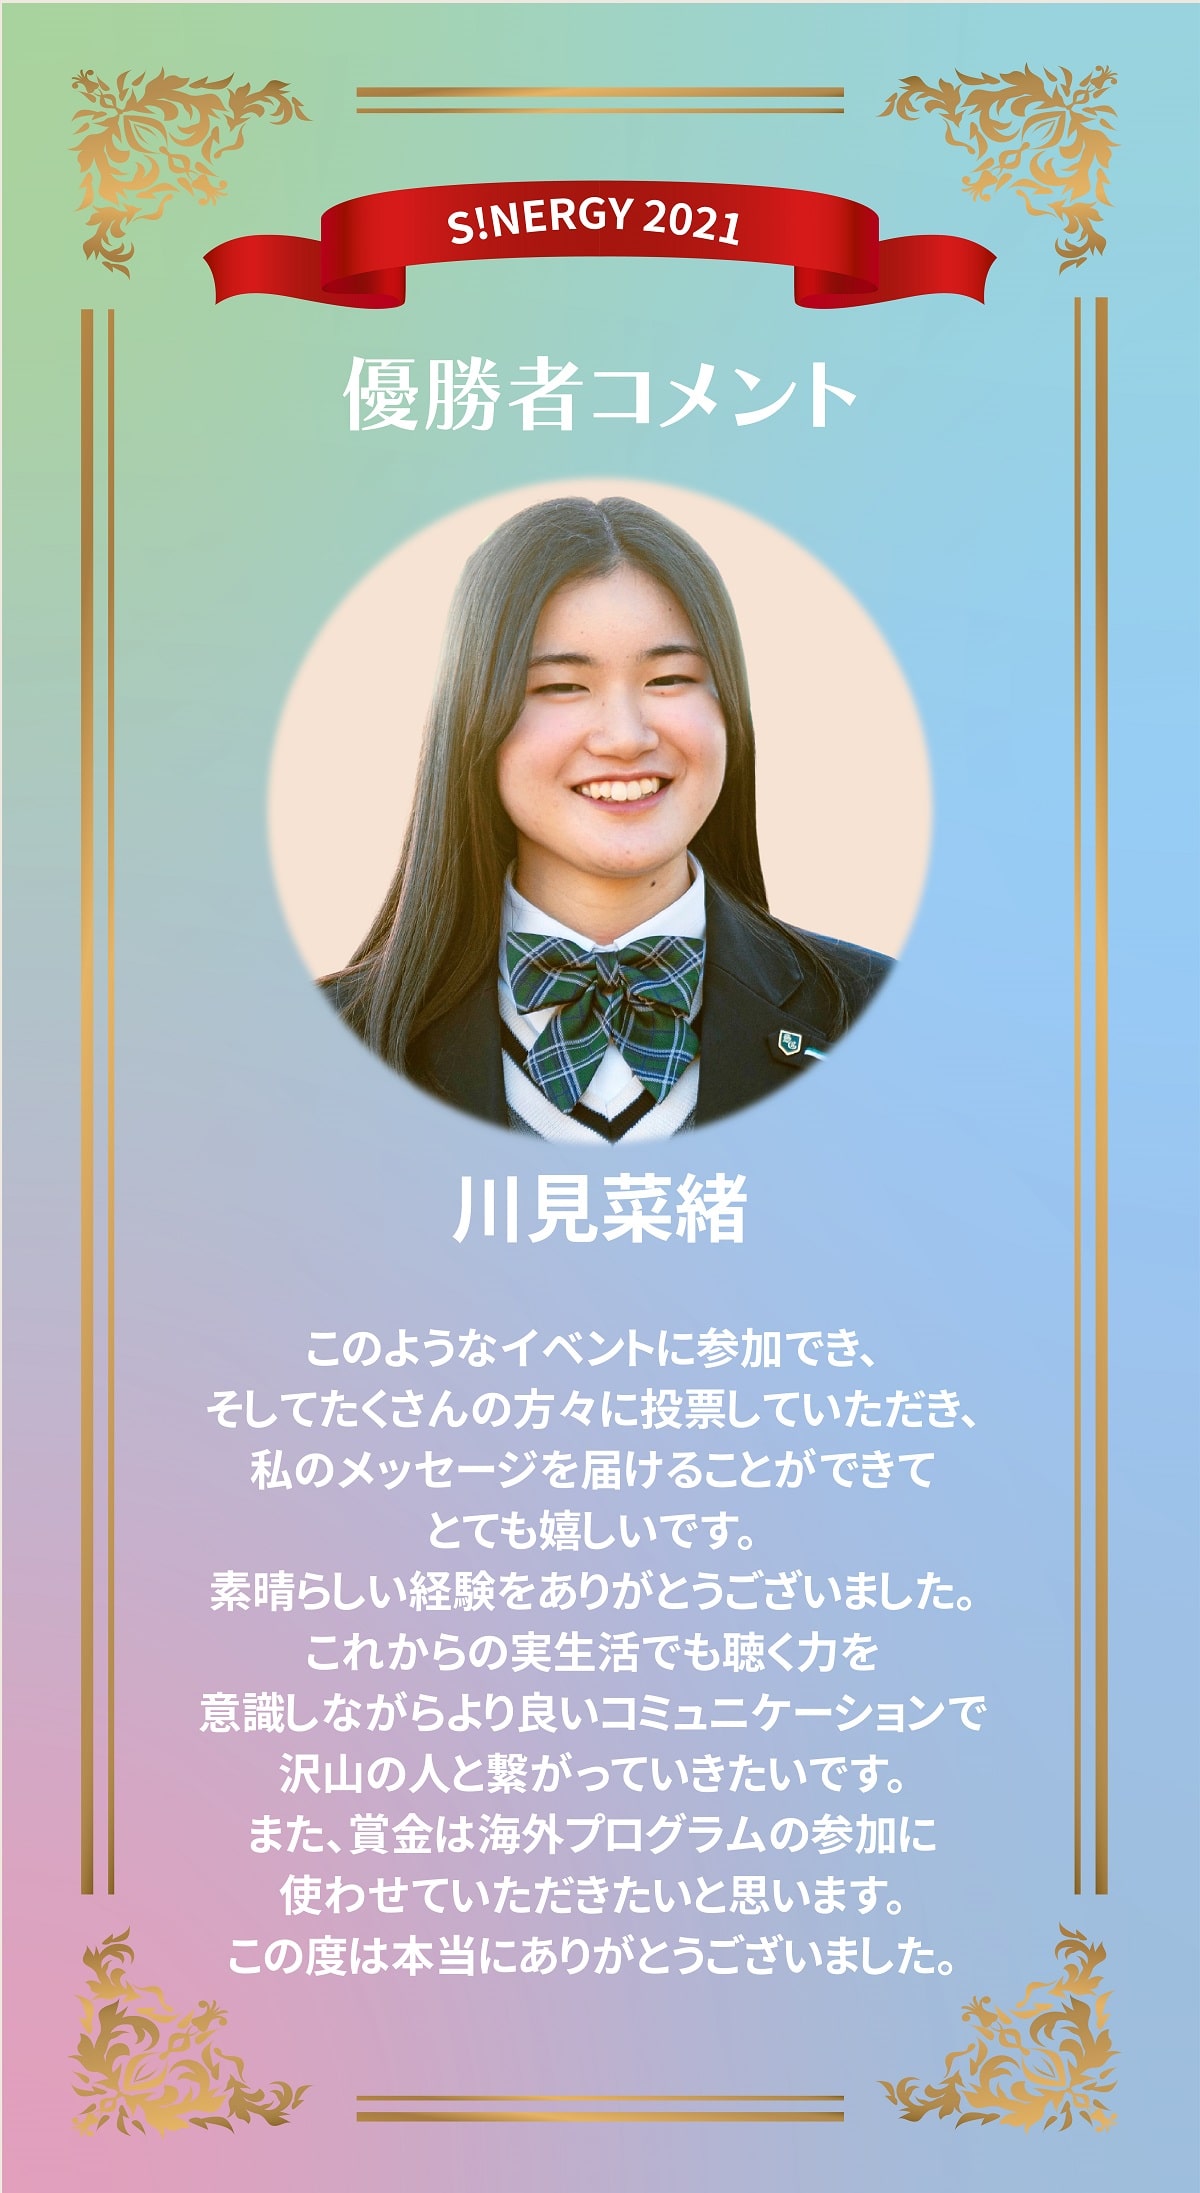 S!NERGY 2021
優勝者コメント
川見菜緒
このようなイベントに参加でき、
そしてたくさんの方々に投票していただき、
私のメッセージを届けることができて
とても嬉しいです。
素晴らしい経験をありがとうございました。
これからの実生活でも聴く力を
意識しながらより良いコミュニケーションで
沢山の人と繋がっていきたいです。
また、賞金は海外プログラムの参加に
使わせていただきたいと思います。
この度は本当にありがとうございました。